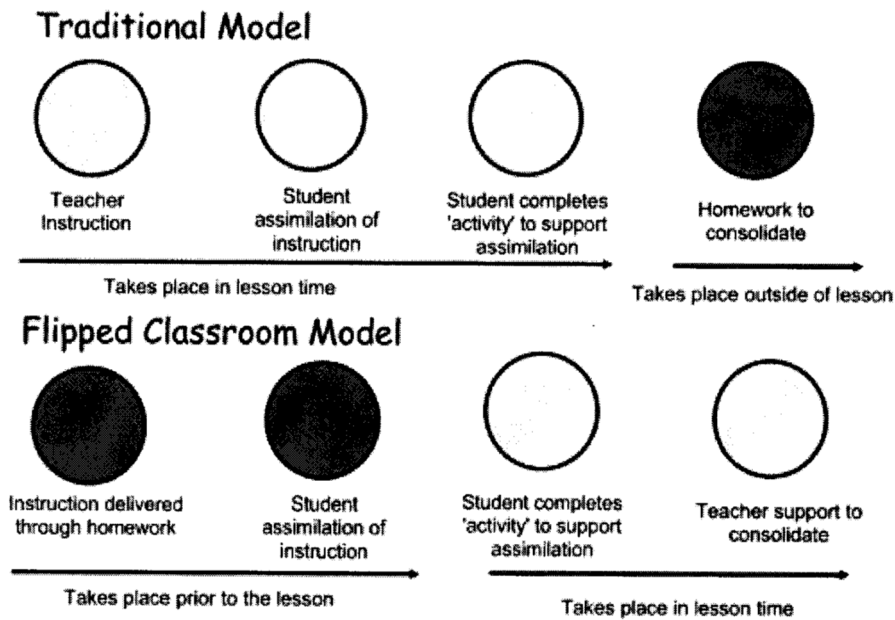 Traditional Model
Teacher
Instruction
Student
assimilation of
instruction
Student completes
'activity' to support
assimilation
Homework to
consolidate
Takes place in lesson time
Takes place outside of lesson
Flipped Classroom Model
Instruction delivered
through homework
Student
assimilation of
instruction
Student completes
'activity' to support
assimilation
Teacher support to
consolidate
Takes place prior to the lesson
Takes place in lesson time